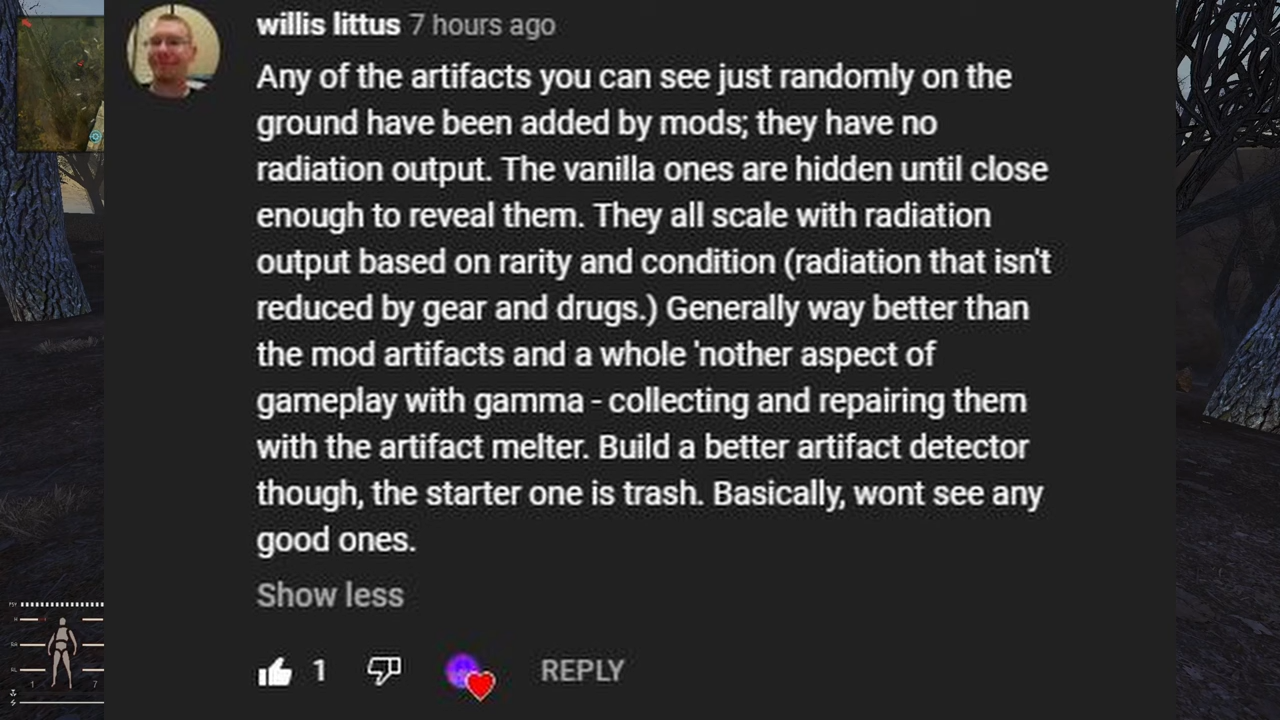 willis littus 7 hours ago
Any of the artifacts you can see just randomly on the
ground have been added by mods; they have no
radiation output. The vanilla ones are hidden until close
enough to reveal them. They all scale with radiation
output based on rarity and condition (radiation that isn't
reduced by gear and drugs.) Generally way better than
the mod artifacts and a whole 'nother aspect of
gameplay with gamma - collecting and repairing them
with the artifact melter. Build a better artifact detector
though, the starter one is trash. Basically, wont see any
good ones.
Show less
1 REPLY
1 7